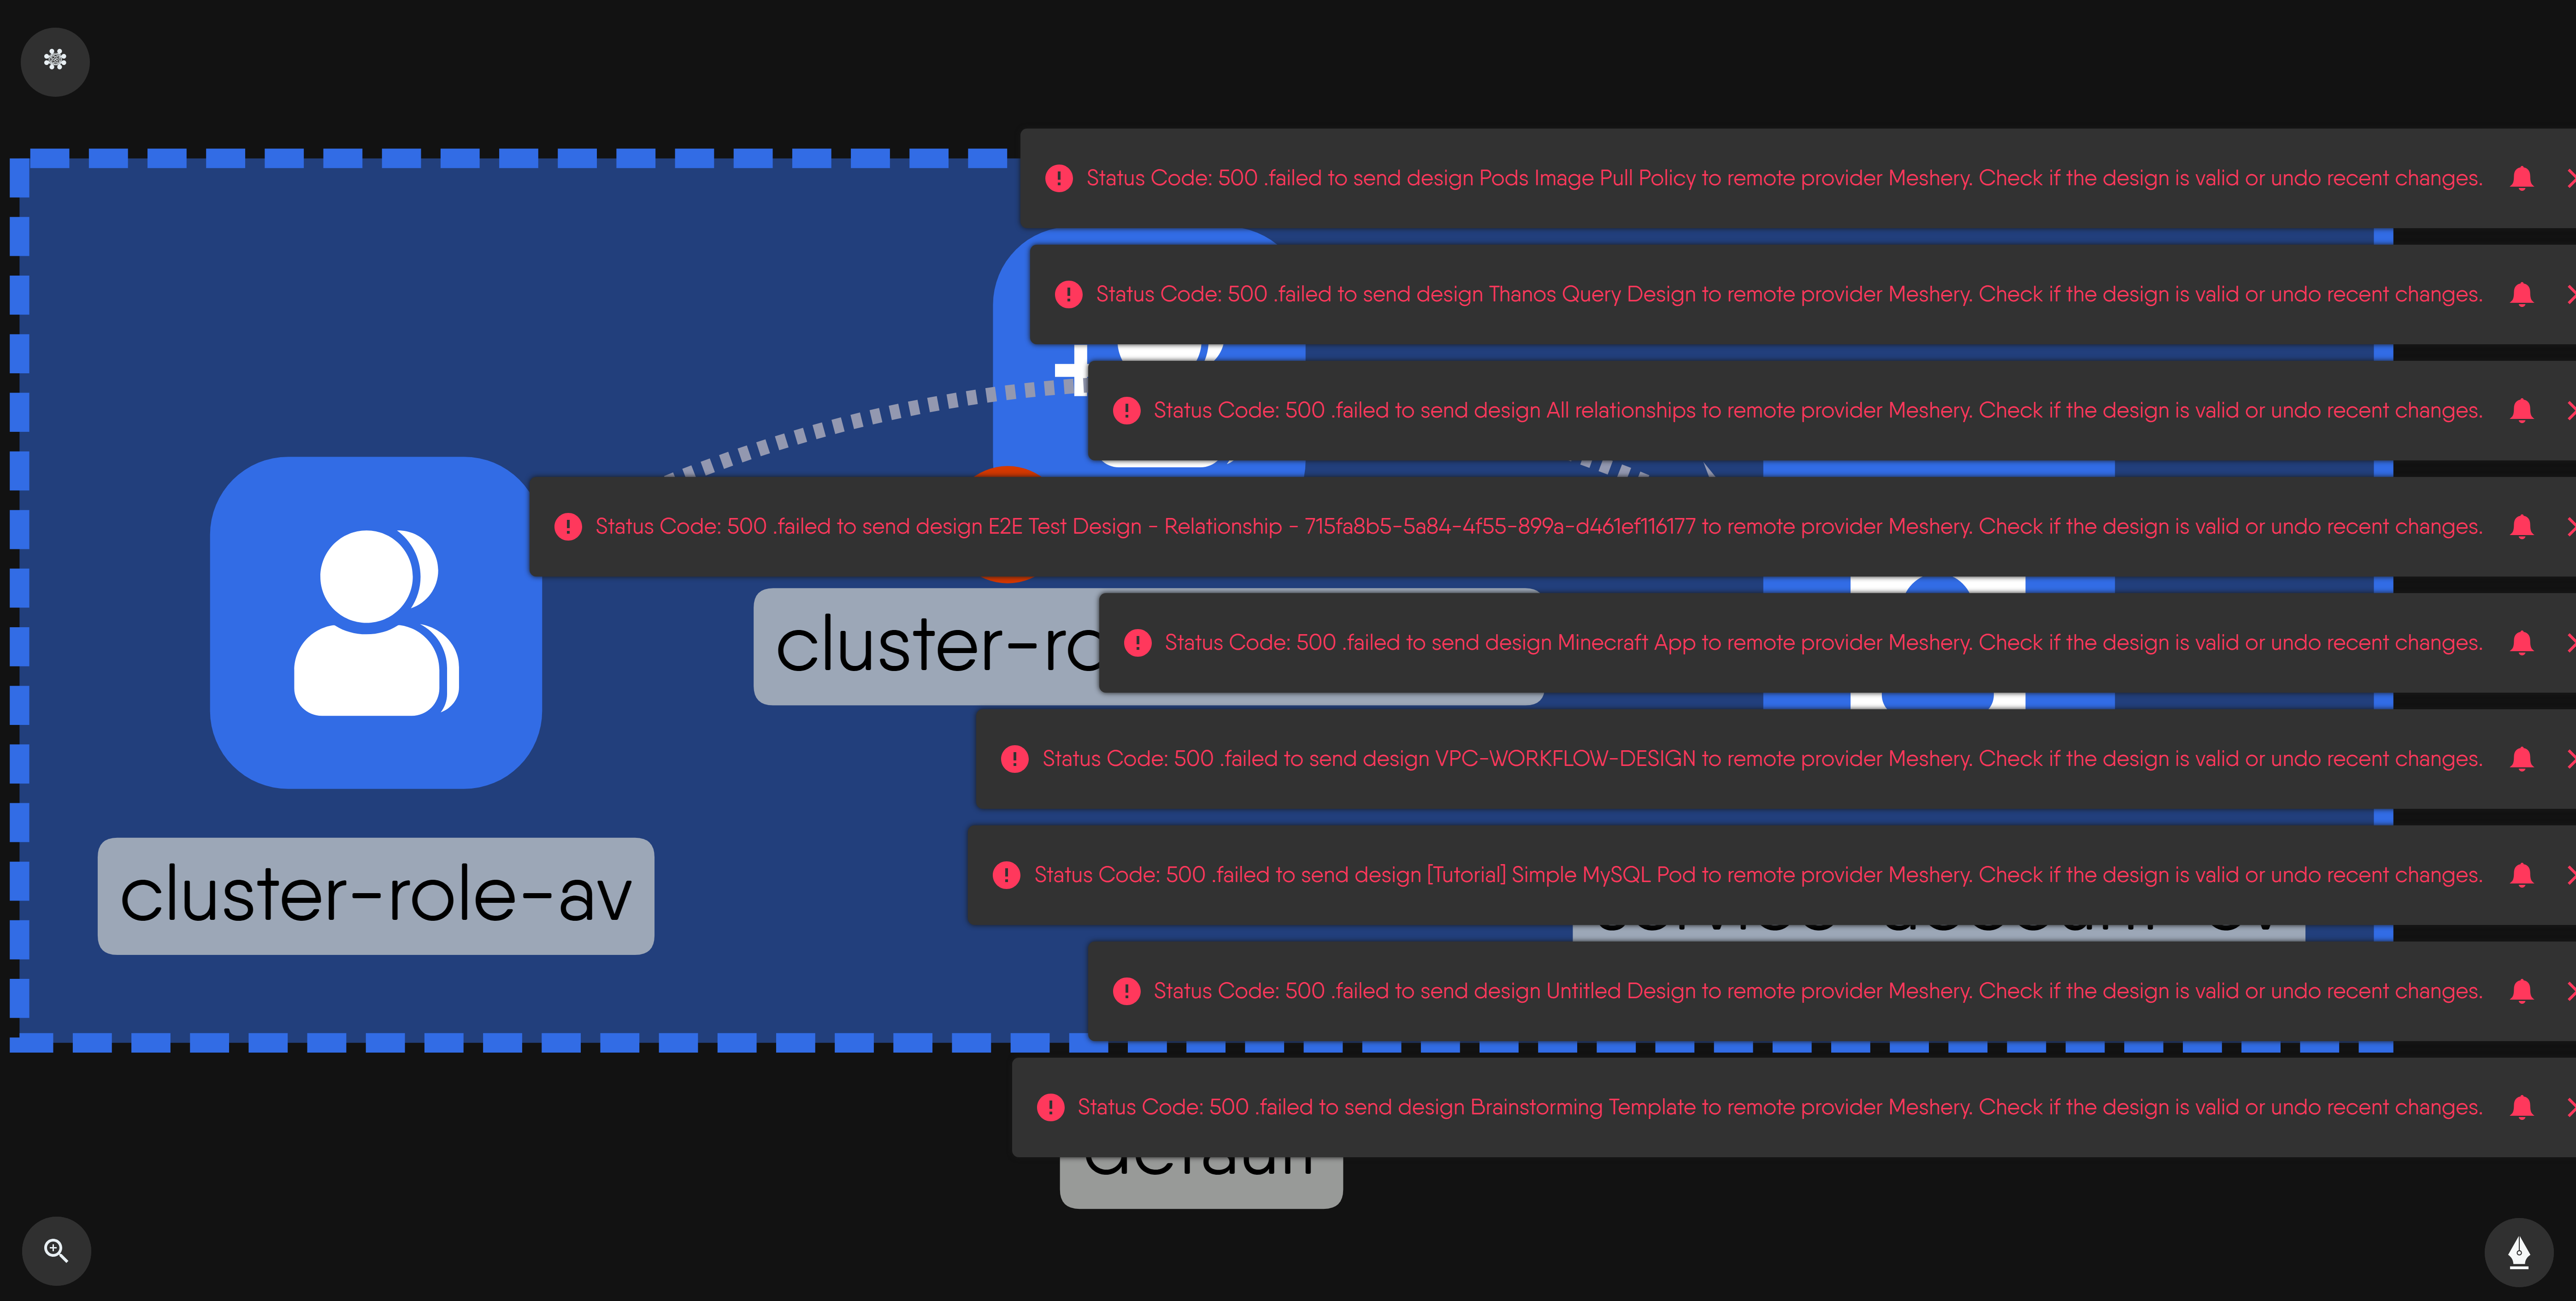 Status Code: 500 .failed to send design Pods Image Pull Policy to remote provider Meshery. Check if the design is valid or undo recent changes.
Status Code: 500 .failed to send design Thanos Query Design to remote provider Meshery. Check if the design is valid or undo recent changes.
Status Code: 500 .failed to send design All relationships to remote provider Meshery. Check if the design is valid or undo recent changes.
Status Code: 500 .failed to send design E2E Test Design - Relationship - 715fa8b5-5a84-4f55-899a-d461ef116177 to remote provider Meshery. Check if the design is valid or undo recent changes.
cluster-ro
Status Code: 500 .failed to send design Minecraft App to remote provider Meshery. Check if the design is valid or undo recent changes.
Status Code: 500 .failed to send design VPC-WORKFLOW-DESIGN to remote provider Meshery. Check if the design is valid or undo recent changes.
Status Code: 500 .failed to send design [Tutorial] Simple MySQL Pod to remote provider Meshery. Check if the design is valid or undo recent changes.
cluster-role-av
Status Code: 500 .failed to send design Untitled Design to remote provider Meshery. Check if the design is valid or undo recent changes.
Status Code: 500 .failed to send design Brainstorming Template to remote provider Meshery. Check if the design is valid or undo recent changes.
default